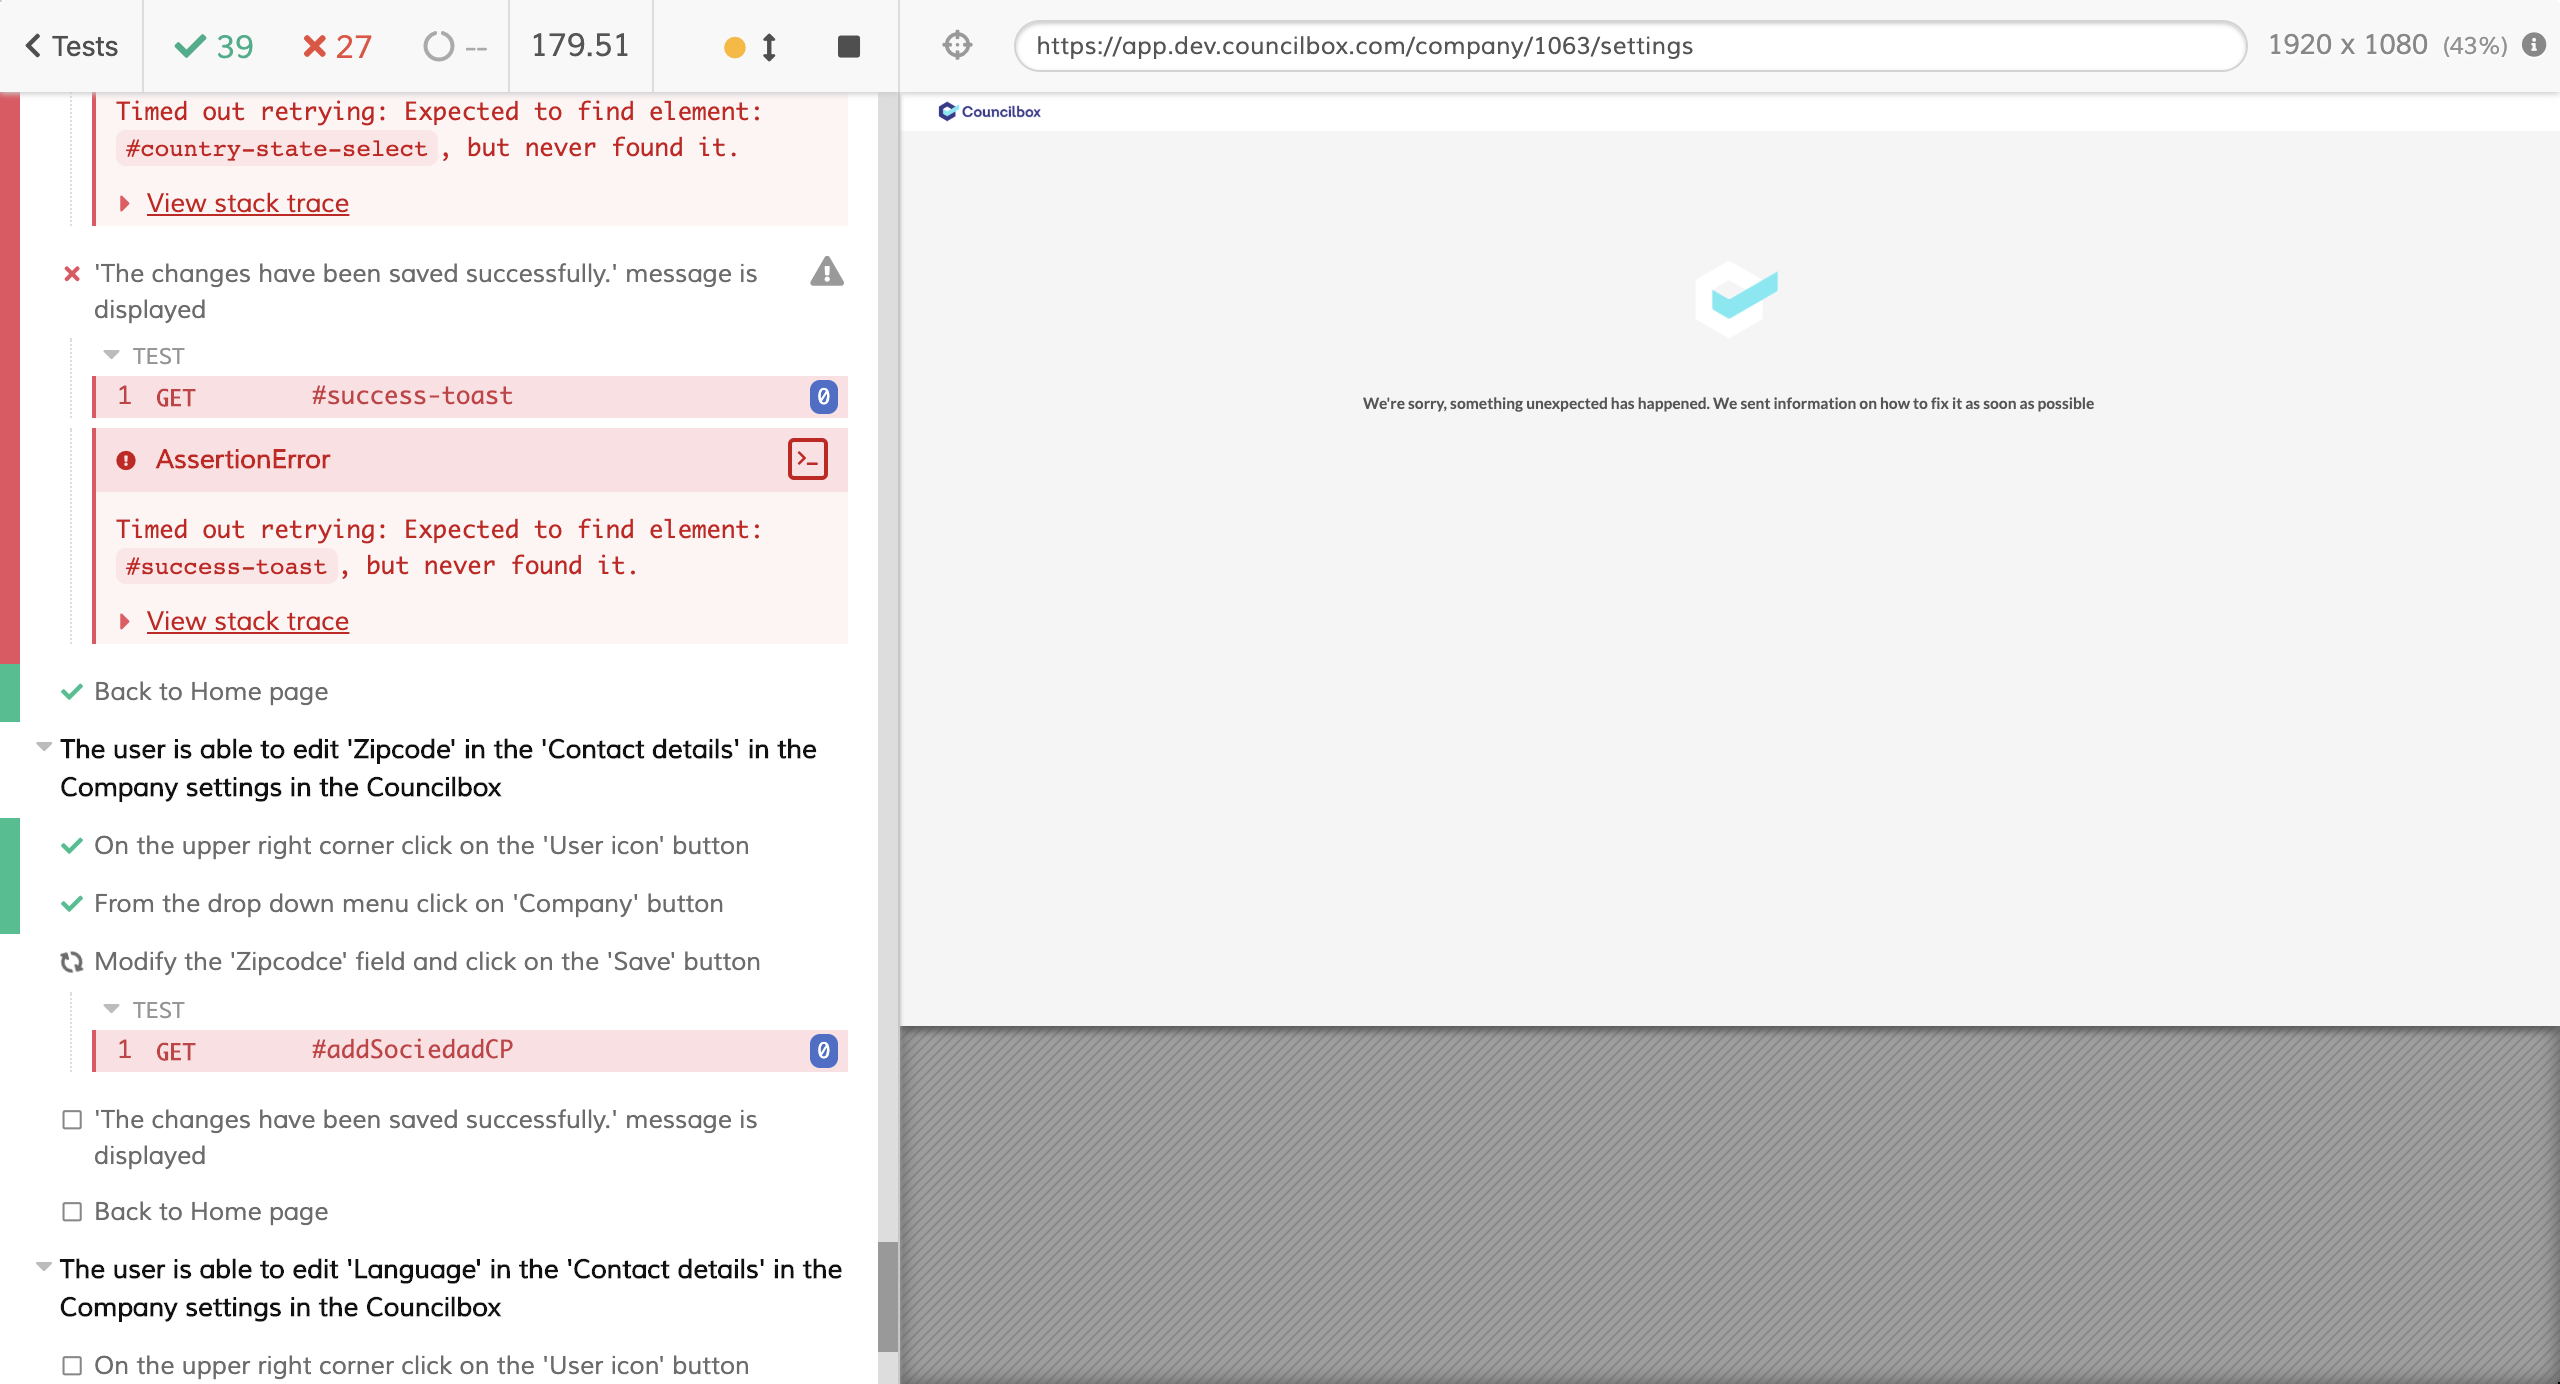 Tests
39
27
--
179.51
https://app.dev.councilbox.com/company/1063/settings
1920 x 1080 (43%)
Timed out retrying: Expected to find element:
#country-state-select, but never found it.
View stack trace
'The changes have been saved successfully.' message is
displayed
TEST
1 GET #success-toast 0
AssertionError
Timed out retrying: Expected to find element:
#success-toast, but never found it.
View stack trace
Back to Home page
The user is able to edit 'Zipcode' in the 'Contact details' in the
Company settings in the Councilbox
On the upper right corner click on the 'User icon' button
From the drop down menu click on 'Company' button
Modify the 'Zipcodce' field and click on the 'Save' button
TEST
1 GET #addSociedadCP 0
'The changes have been saved successfully.' message is
displayed
Back to Home page
The user is able to edit 'Language' in the 'Contact details' in the
Company settings in the Councilbox
On the upper right corner click on the 'User icon' button
Councilbox
We're sorry, something unexpected has happened. We sent information on how to fix it as soon as possible